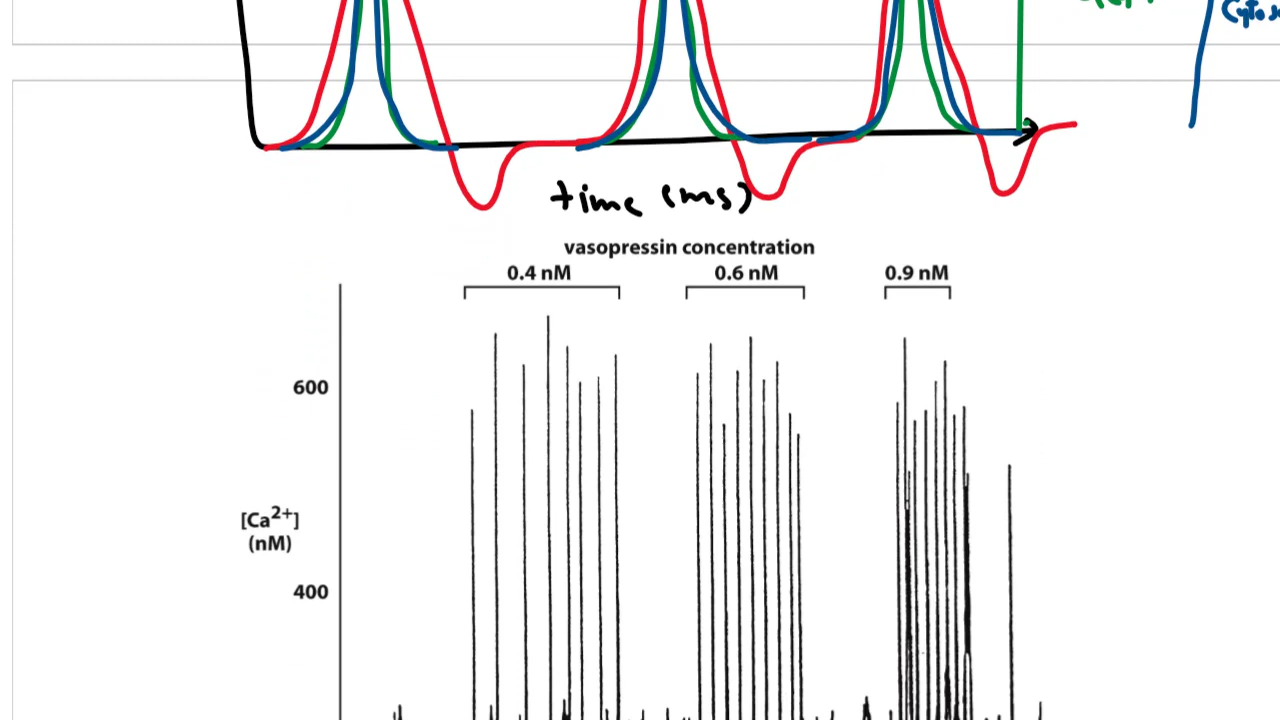 time (ms)
vasopressin concentration
0.4 nM 0.6 nM 0.9 nM
600
[Ca2+]
(nM)
400